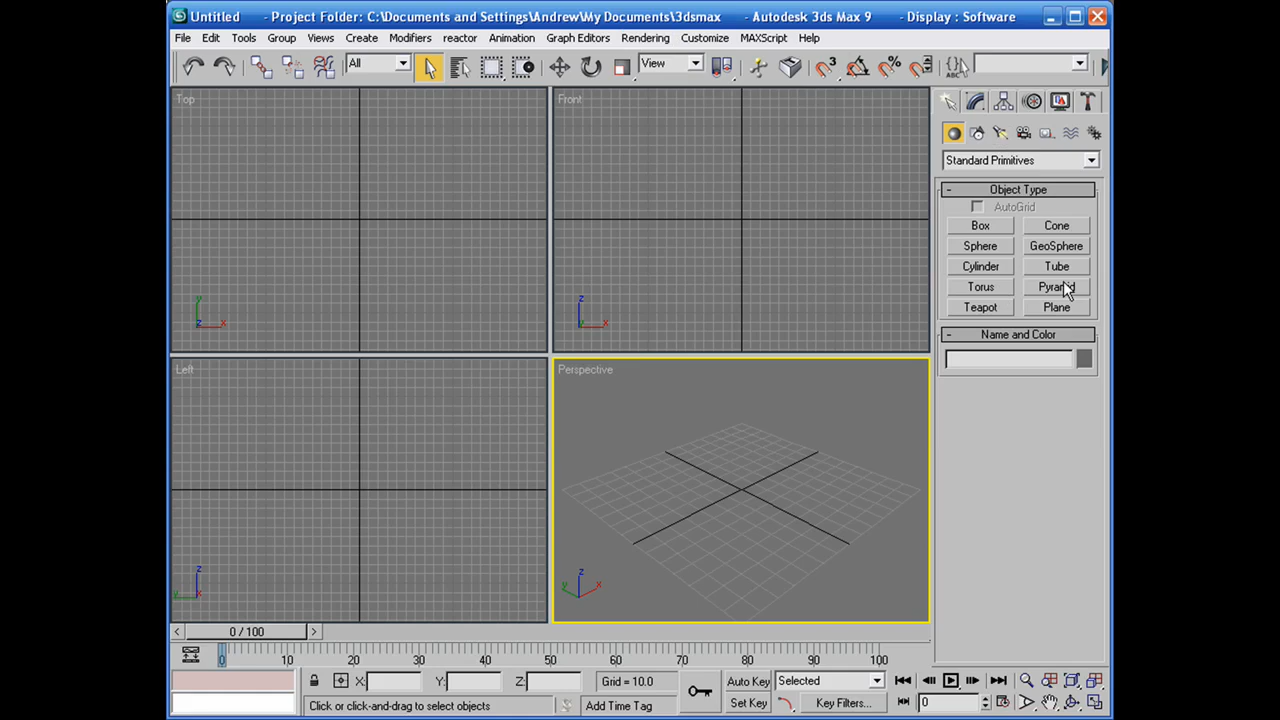 Untitled - Project Folder: C:\Documents and Settings\Andrew\My Documents\3dsmax - Autodesk 3ds Max 9 - Display : Software
File Edit Tools Group Views Create Modifiers reactor Animation Graph Editors Rendering Customize MAXScript Help
All View 3 % ABC
Top
Front
y
z x
z
y x
Left
z
y x
Perspective
z
y x
Standard Primitives
- Object Type
AutoGrid
Box Cone
Sphere GeoSphere
Cylinder Tube
Torus Pyramid
Teapot Plane
- Name and Color
< 0 / 100 >
0 10 20 30 40 50 60 70 80 90 100
X: Y: Z: Grid = 10.0 Auto Key Selected
Click or click-and-drag to select objects Add Time Tag Set Key Key Filters... 0